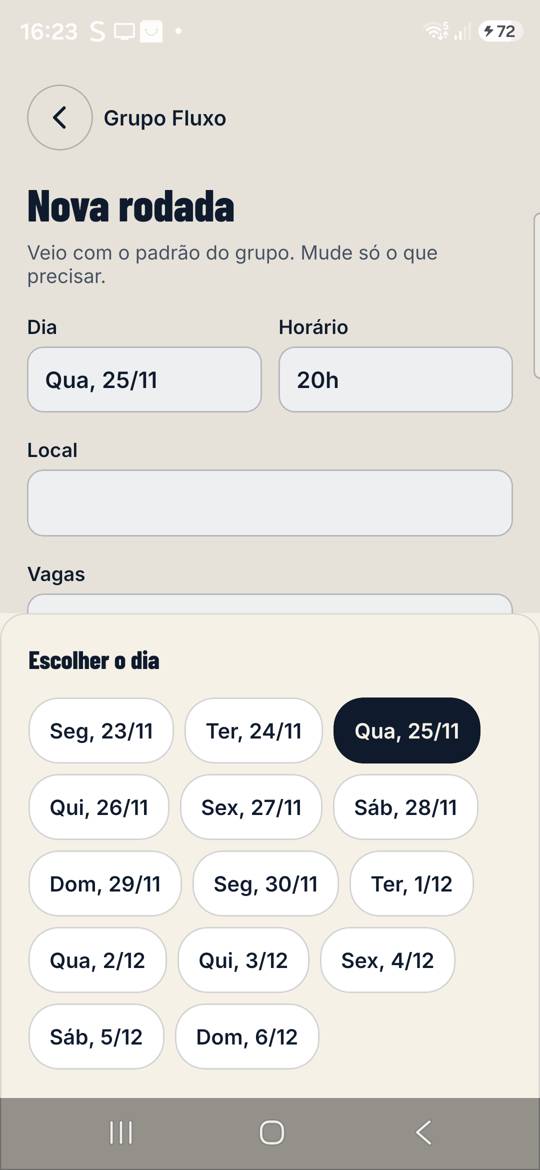 16:23 S 72
Grupo Fluxo
Nova rodada
Veio com o padrão do grupo. Mude só o que
precisar.
Dia Horário
Qua, 25/11 20h
Local
Vagas
Escolher o dia
Seg, 23/11 Ter, 24/11 Qua, 25/11
Qui, 26/11 Sex, 27/11 Sáb, 28/11
Dom, 29/11 Seg, 30/11 Ter, 1/12
Qua, 2/12 Qui, 3/12 Sex, 4/12
Sáb, 5/12 Dom, 6/12